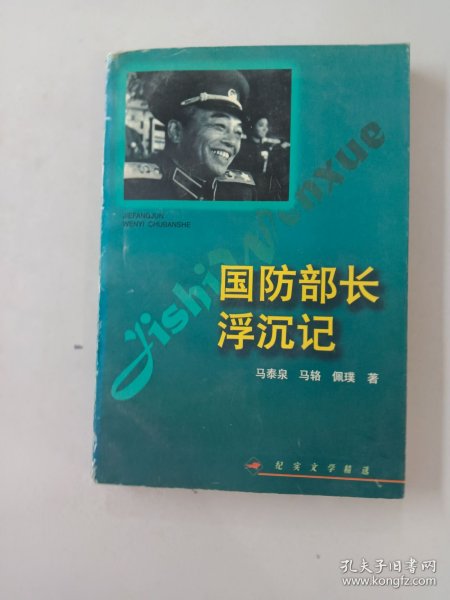 JIEFANGJUN
WENYI CHUBANSHE
Jishi Wenxue
国防部长
浮沉记
马泰泉 马辂 佩璞 著
纪实文学精选
孔夫子旧书网
www.kongfz.com